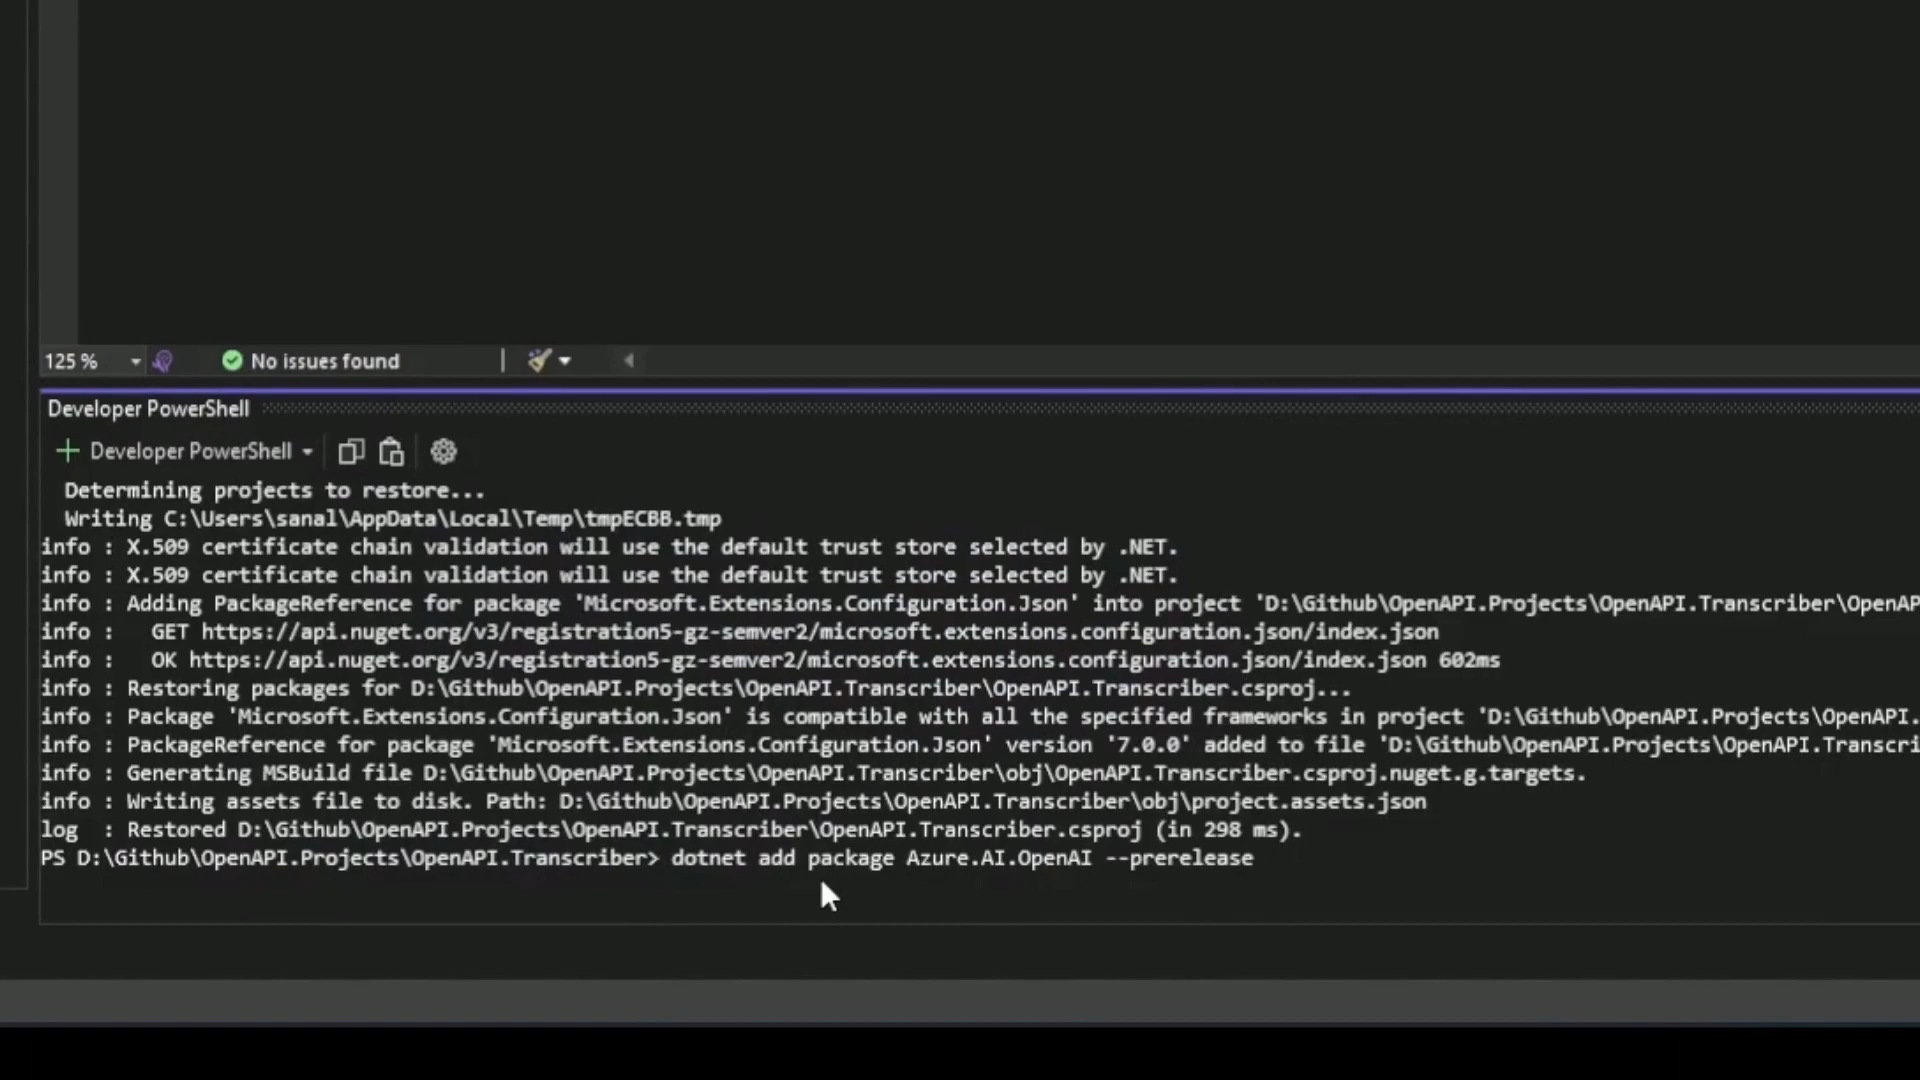 125 %
No issues found
Developer PowerShell
Developer PowerShell
Determining projects to restore...
Writing C:\Users\sanal\AppData\Local\Temp\tmpECBB.tmp
info : X.509 certificate chain validation will use the default trust store selected by .NET.
info : X.509 certificate chain validation will use the default trust store selected by .NET.
info : Adding PackageReference for package 'Microsoft.Extensions.Configuration.Json' into project 'D:\Github\OpenAPI.Projects\OpenAPI.Transcriber\OpenAP
info :   GET https://api.nuget.org/v3/registration5-gz-semver2/microsoft.extensions.configuration.json/index.json
info :   OK https://api.nuget.org/v3/registration5-gz-semver2/microsoft.extensions.configuration.json/index.json 602ms
info : Restoring packages for D:\Github\OpenAPI.Projects\OpenAPI.Transcriber\OpenAPI.Transcriber.csproj...
info : Package 'Microsoft.Extensions.Configuration.Json' is compatible with all the specified frameworks in project 'D:\Github\OpenAPI.Projects\OpenAPI.
info : PackageReference for package 'Microsoft.Extensions.Configuration.Json' version '7.0.0' added to file 'D:\Github\OpenAPI.Projects\OpenAPI.Transcri
info : Generating MSBuild file D:\Github\OpenAPI.Projects\OpenAPI.Transcriber\obj\OpenAPI.Transcriber.csproj.nuget.g.targets.
info : Writing assets file to disk. Path: D:\Github\OpenAPI.Projects\OpenAPI.Transcriber\obj\project.assets.json
log  : Restored D:\Github\OpenAPI.Projects\OpenAPI.Transcriber\OpenAPI.Transcriber.csproj (in 298 ms).
PS D:\Github\OpenAPI.Projects\OpenAPI.Transcriber> dotnet add package Azure.AI.OpenAI --prerelease